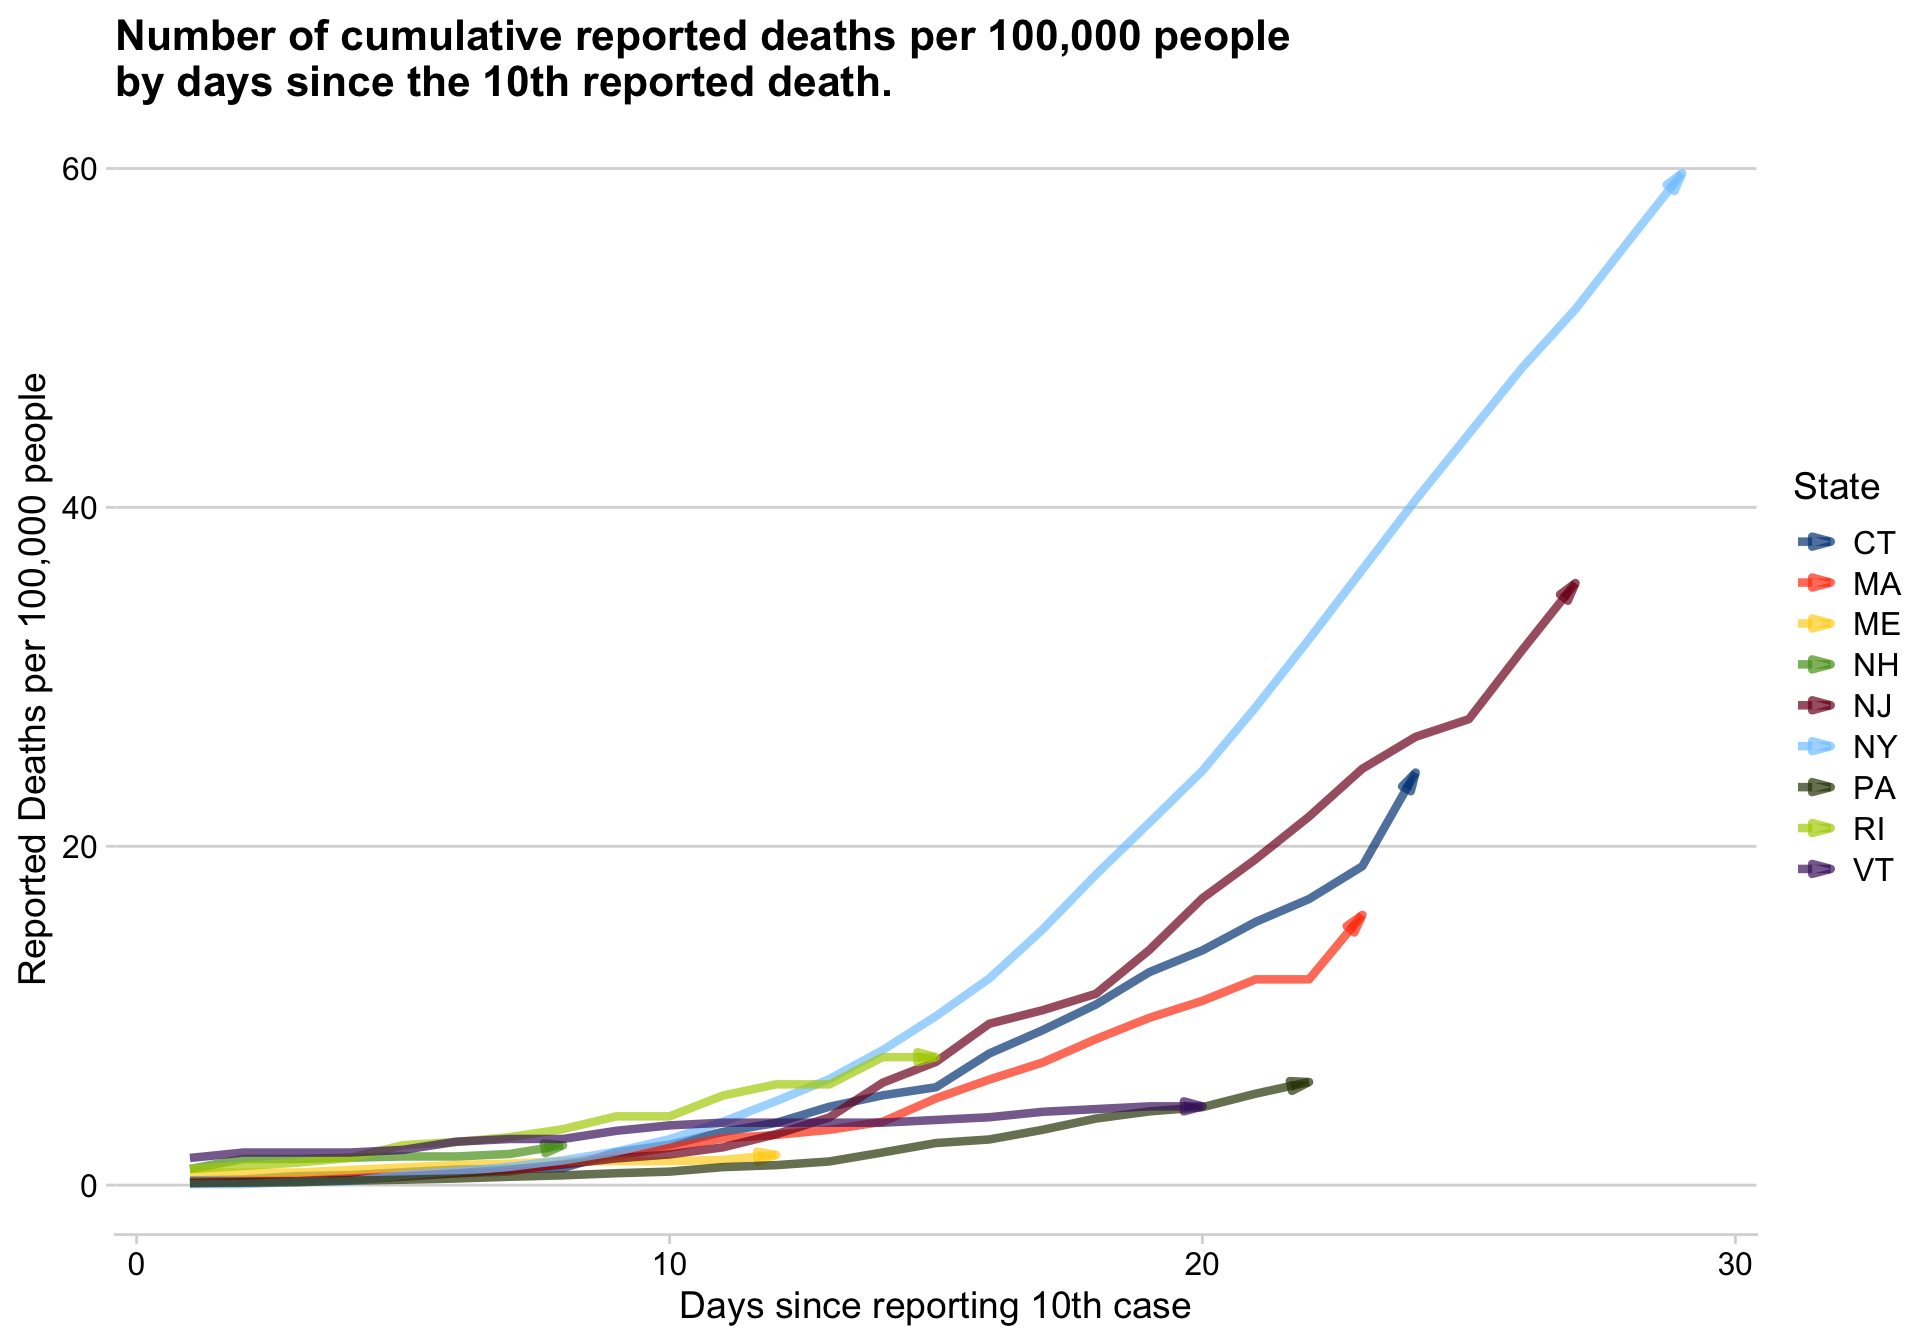 Number of cumulative reported deaths per 100,000 people
by days since the 10th reported death.
Reported Deaths per 100,000 people
60
40
20
0
0 10 20 30
Days since reporting 10th case
State
CT
MA
ME
NH
NJ
NY
PA
RI
VT